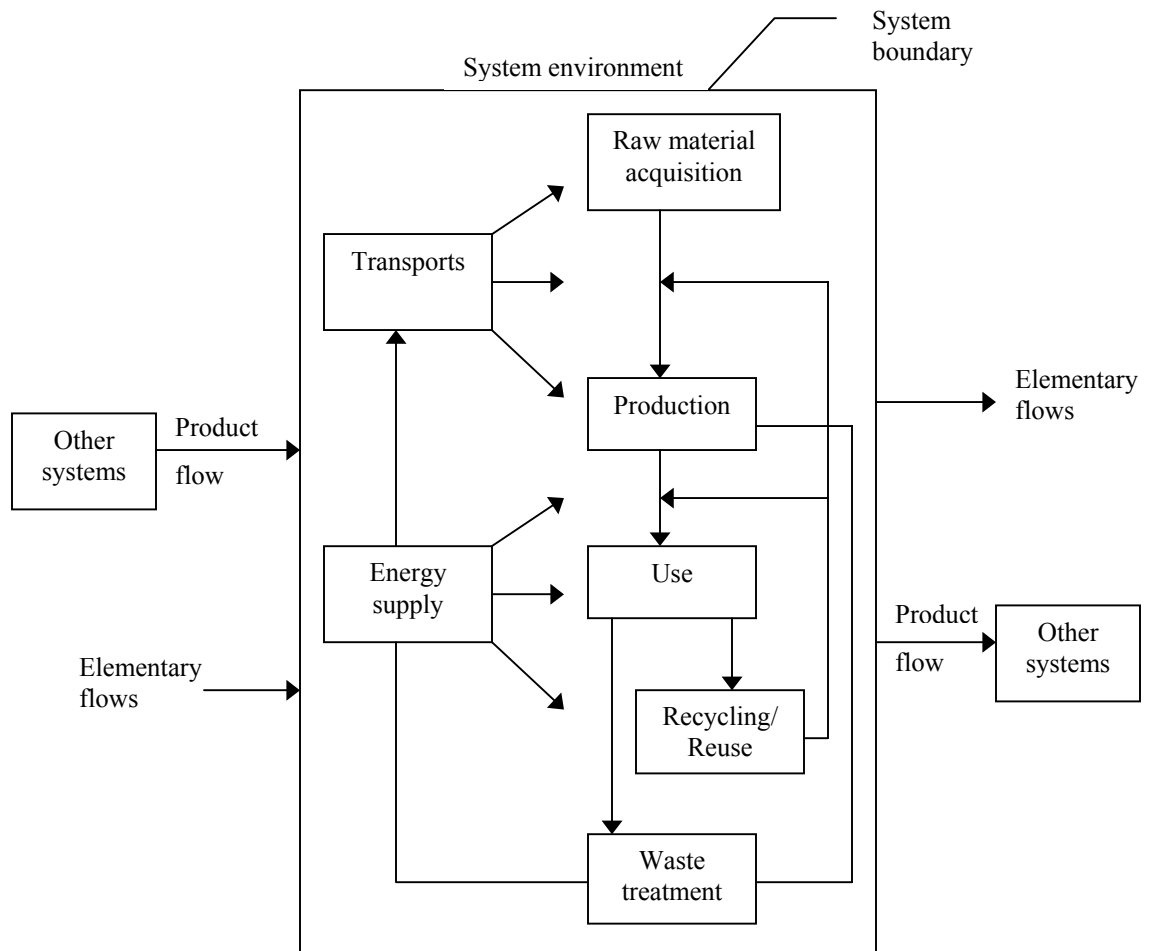 System
boundary
System environment
Raw material
acquisition
Transports
Elementary
flows
Production
Other
systems
Product
flow
Energy
supply
Use
Product
flow
Other
systems
Elementary
flows
Recycling/
Reuse
Waste
treatment